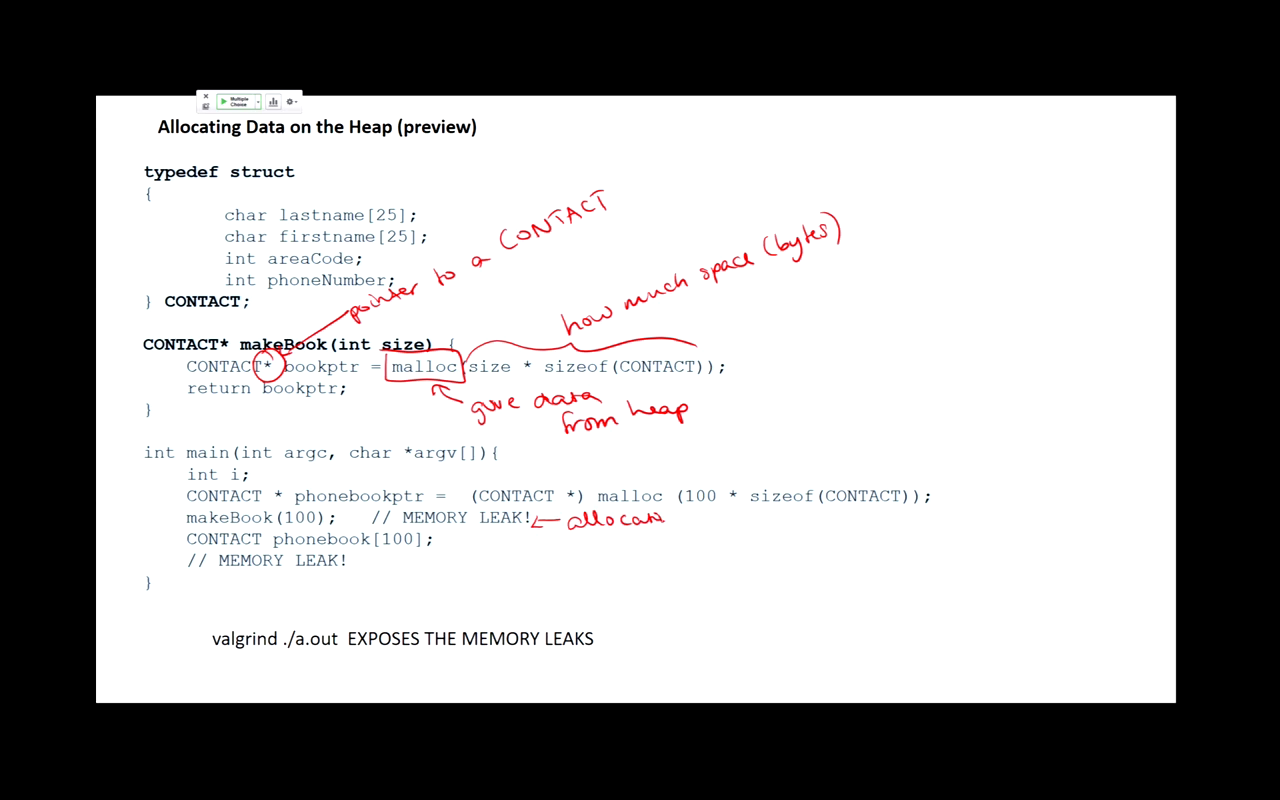 Multiple
Choice
Allocating Data on the Heap (preview)
typedef struct
{
char lastname[25];
char firstname[25];
int areaCode;
int phoneNumber;
} CONTACT;
pointer to a CONTACT
how much space (bytes)
CONTACT* makeBook(int size) {
CONTACT* bookptr = malloc(size * sizeof(CONTACT));
return bookptr;
}
give data
from heap
int main(int argc, char *argv[]){
int i;
CONTACT * phonebookptr = (CONTACT *) malloc (100 * sizeof(CONTACT));
makeBook(100); // MEMORY LEAK! allocate
CONTACT phonebook[100];
// MEMORY LEAK!
}
valgrind ./a.out EXPOSES THE MEMORY LEAKS